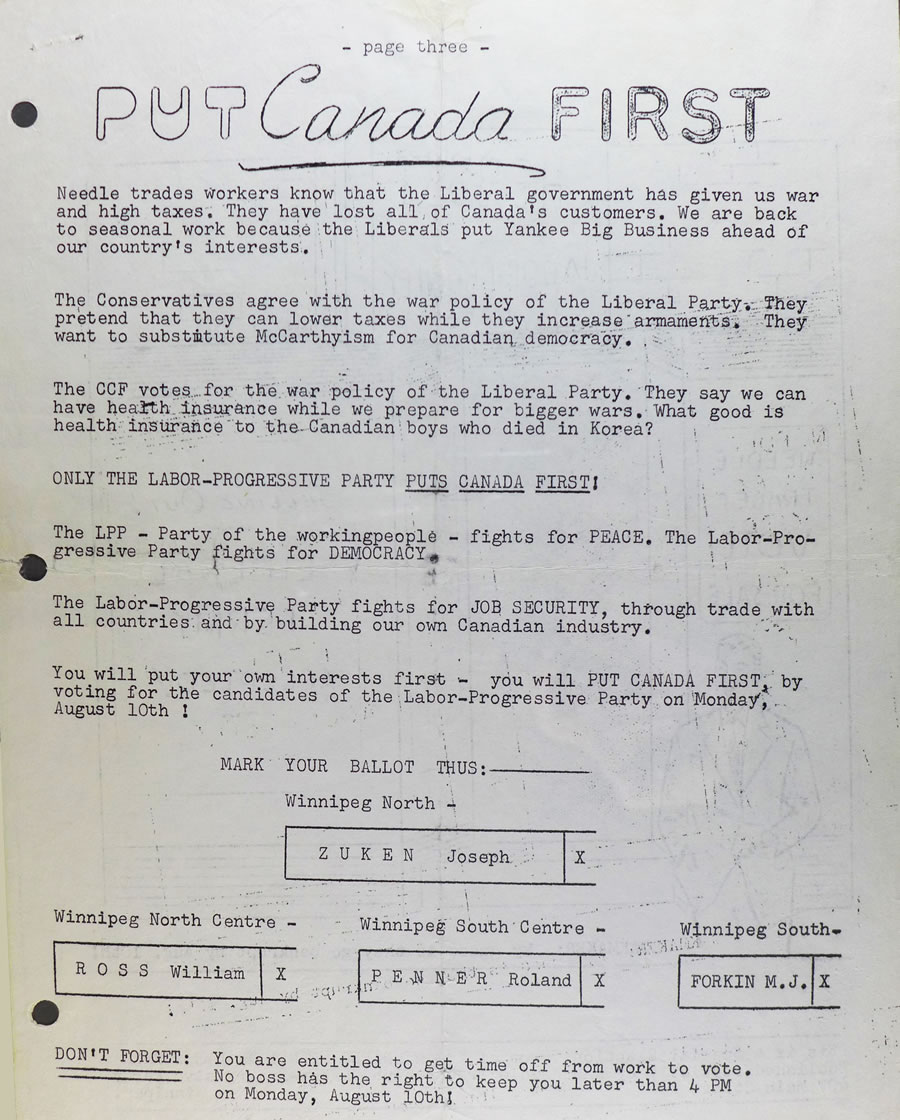 - page three -
PUT Canada FIRST
Needle trades workers know that the Liberal government has given us war
and high taxes. They have lost all of Canada's customers. We are back
to seasonal work because the Liberals put Yankee Big Business ahead of
our country's interests.
The Conservatives agree with the war policy of the Liberal Party. They
pretend that they can lower taxes while they increase armaments. They
want to substitute McCarthyism for Canadian democracy.
The CCF votes for the war policy of the Liberal Party. They say we can
have health insurance while we prepare for bigger wars. What good is
health insurance to the Canadian boys who died in Korea?
ONLY THE LABOR-PROGRESSIVE PARTY PUTS CANADA FIRST!
The LPP - Party of the workingpeople - fights for PEACE. The Labor-Pro-
gressive Party fights for DEMOCRACY.
The Labor-Progressive Party fights for JOB SECURITY, through trade with
all countries and by building our own Canadian industry.
You will put your own interests first - you will PUT CANADA FIRST, by
voting for the candidates of the Labor-Progressive Party on Monday,
August 10th !
MARK YOUR BALLOT THUS:
Winnipeg North -
Z U K E N Joseph X
Winnipeg North Centre -
R O S S William X
Winnipeg South Centre -
P E N N E R Roland X
Winnipeg South-
FORKIN M.J. X
DON'T FORGET: You are entitled to get time off from work to vote.
No boss has the right to keep you later than 4 PM
on Monday, August 10th!